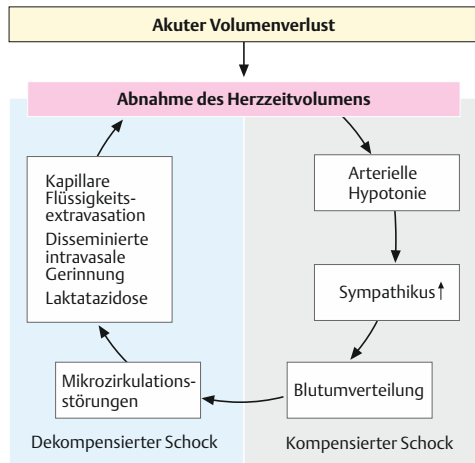 Akuter Volumenverlust
Abnahme des Herzzeitvolumens
Arterielle
Hypotonie
Sympathikus ↑
Blutumverteilung
Kompensierter Schock
Mikrozirkulations-
störungen
Kapillare
Flüssigkeits-
extravasation
Disseminierte
intravasale
Gerinnung
Laktatazidose
Dekompensierter Schock